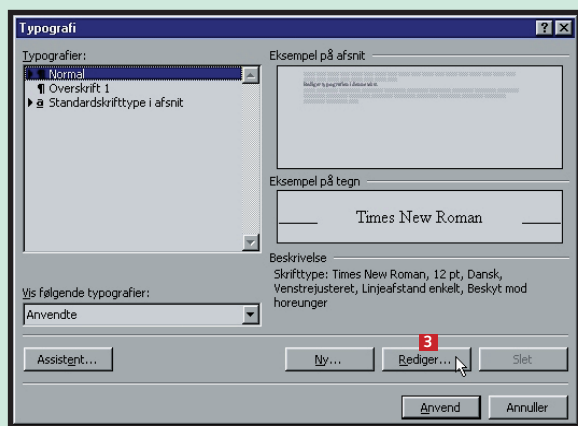 Typografi
Typografier:
¶ Normal
¶ Overskrift 1
a Standardskrifttype i afsnit
Vis følgende typografier:
Anvendte
Eksempel på afsnit
Eksempel på tegn
Times New Roman
Beskrivelse
Skrifttype: Times New Roman, 12 pt, Dansk,
Venstrejusteret, Linjeafstand enkelt, Beskyt mod
horeunger
3
Assistent...
Ny...
Rediger...
Slet
Anvend
Annuller